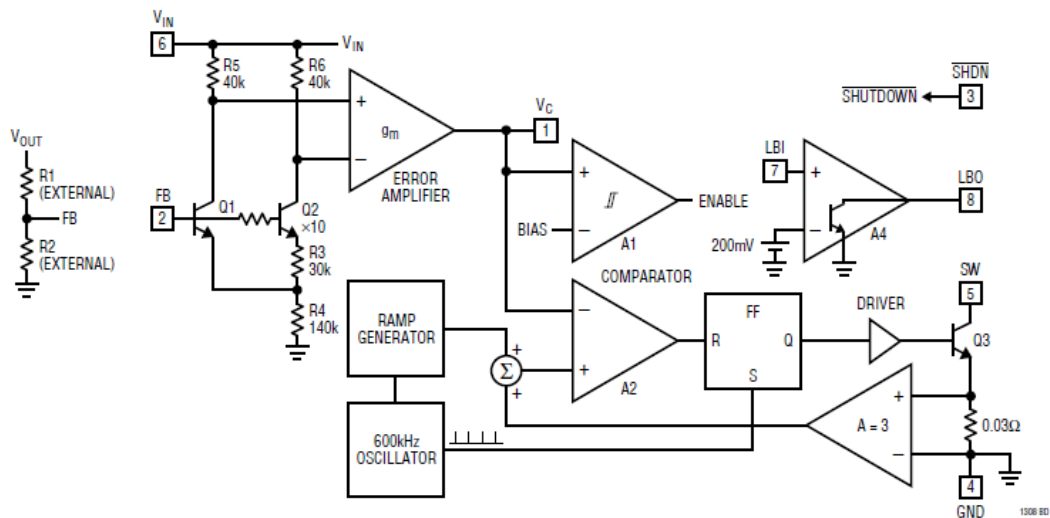 VIN
6
VIN
R5
40k
R6
40k
SHDN
SHUTDOWN
3
VC
1
+
gm
−
ERROR
AMPLIFIER
VOUT
R1
(EXTERNAL)
FB
R2
(EXTERNAL)
FB
2
Q1
Q2
×10
R3
30k
R4
140k
+
−
BIAS
A1
ENABLE
LBI
7
+
−
200mV
A4
LBO
8
COMPARATOR
RAMP
GENERATOR
+
Σ
+
−
+
A2
FF
R
Q
S
DRIVER
SW
5
Q3
600kHz
OSCILLATOR
A = 3
+
−
0.03Ω
4
GND
1308 BD